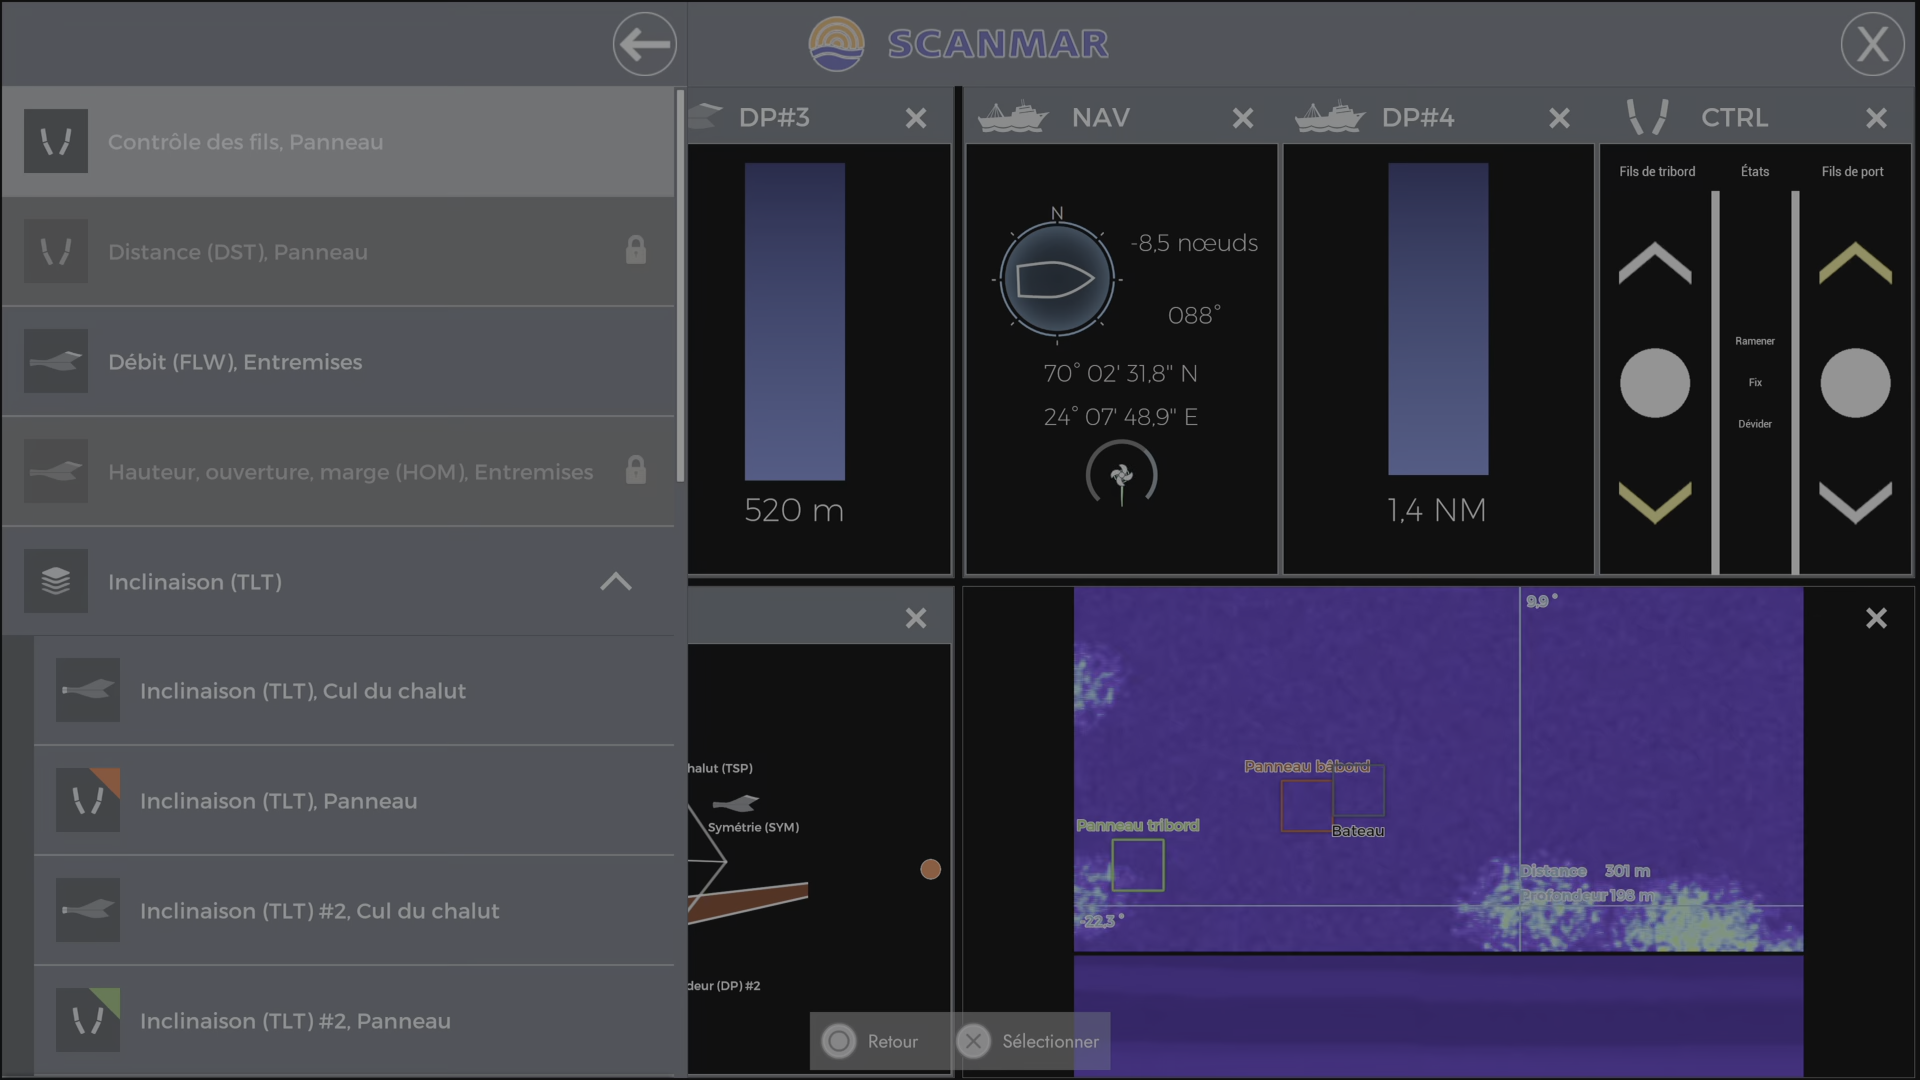 SCANMAR
X
Contrôle des fils, Panneau
Distance (DST), Panneau
Débit (FLW), Entremises
Hauteur, ouverture, marge (HOM), Entremises
Inclinaison (TLT)
Inclinaison (TLT), Cul du chalut
Inclinaison (TLT), Panneau
Inclinaison (TLT) #2, Cul du chalut
Inclinaison (TLT) #2, Panneau
DP#3
520 m
NAV
N
-8,5 nœuds
088°
70° 02' 31,8" N
24° 07' 48,9" E
DP#4
1,4 NM
CTRL
Fils de tribord
États
Fils de port
Ramener
Fix
Dévider
halut (TSP)
Symétrie (SYM)
deur (DP) #2
9,9 °
Panneau bâbord
Bateau
Panneau tribord
Distance 301 m
Profondeur 198 m
-22,3 °
Retour
Sélectionner